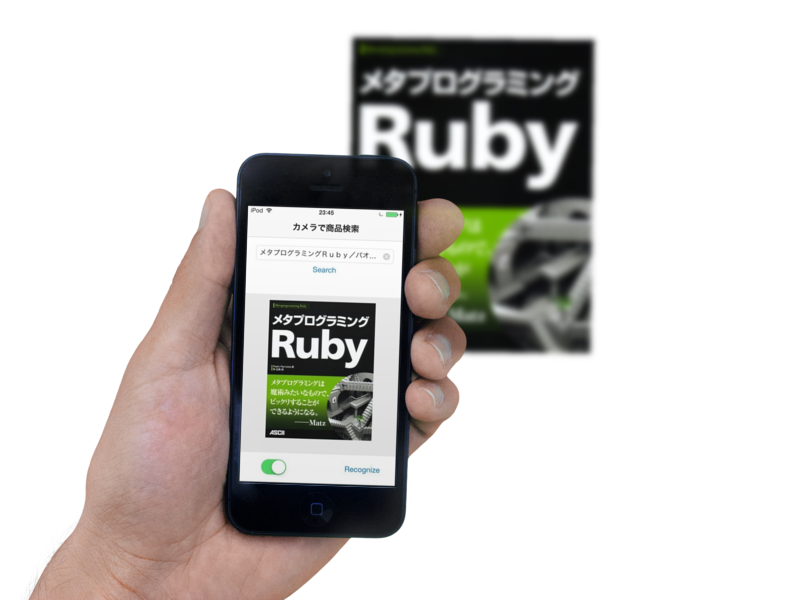 メタプログラミング
Ruby
iPod
23:45
カメラで商品検索
メタプログラミングRuby／パオ...
Search
メタプログラミング
Ruby
メタプログラミングは
魔術みたいなもので、
ビックリすることが
できるようになる。
——Matz
ASCII
Recognize